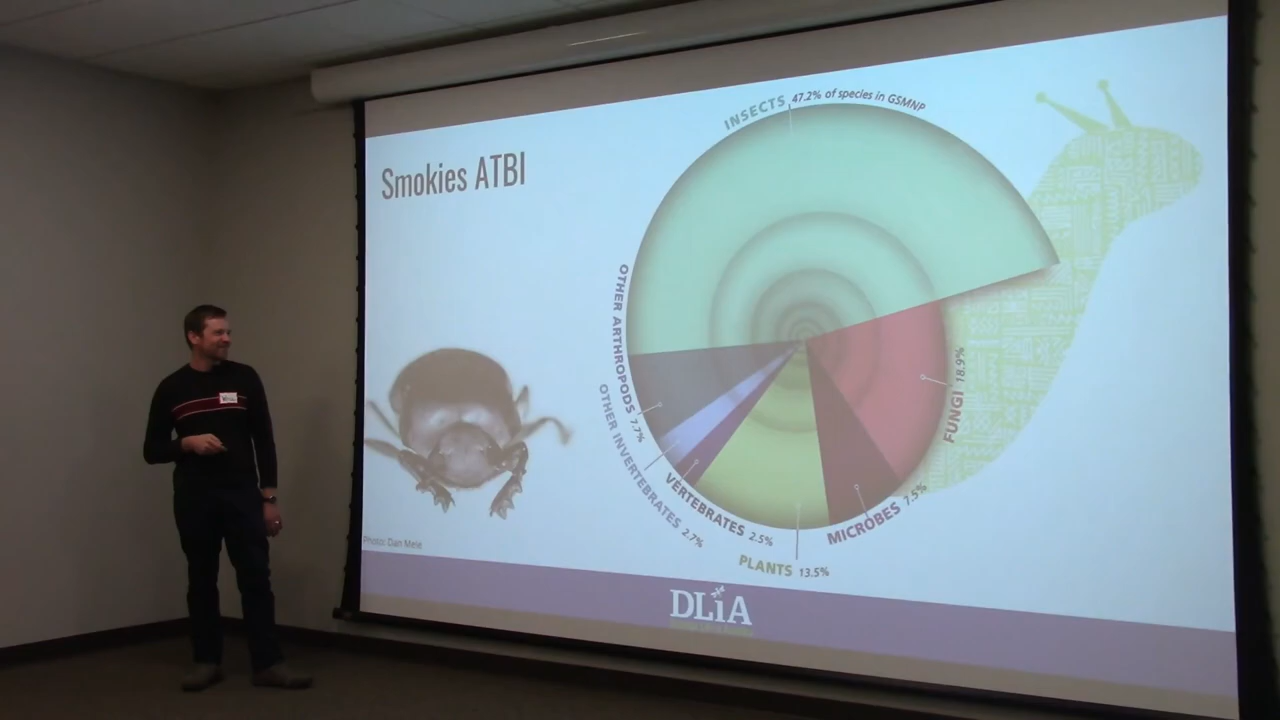 Smokies ATBI
INSECTS 47.2% of species in GSMNP
OTHER ARTHROPODS 7.7%
OTHER INVERTEBRATES 2.7%
VERTEBRATES 2.5%
PLANTS 13.5%
MICROBES 7.5%
FUNGI 18.9%
Photo: Dan Mele
DLiA